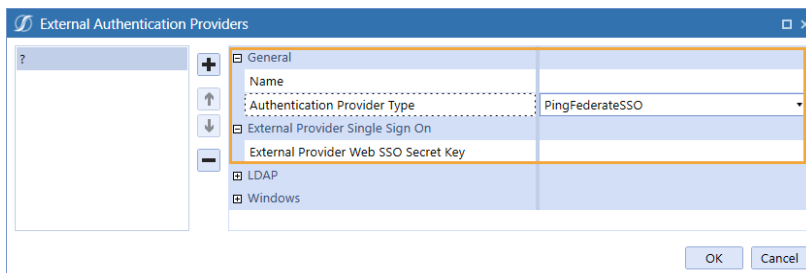 External Authentication Providers
?
General
Name
Authentication Provider Type PingFederateSSO
External Provider Single Sign On
External Provider Web SSO Secret Key
LDAP
Windows
OK Cancel